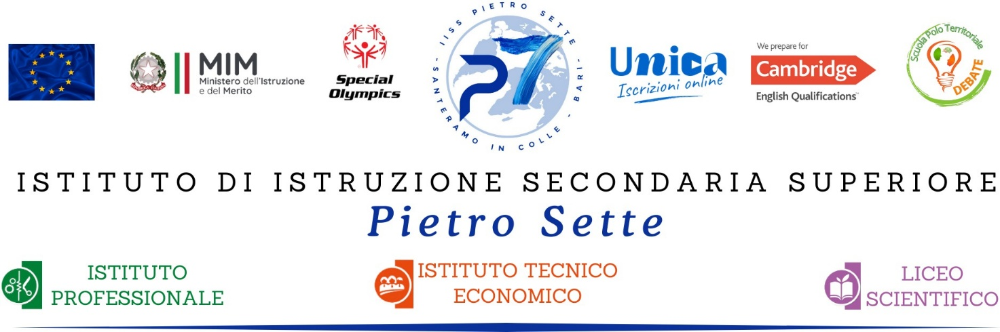 MIM
Ministero dell'Istruzione
e del Merito
Special
Olympics
IISS PIETRO SETTE
-SANTERAMO IN COLLE - BARI-
P7
Unica
Iscrizioni online
We prepare for
Cambridge
English Qualifications™
Scuola Polo Territoriale
DEBATE
ISTITUTO DI ISTRUZIONE SECONDARIA SUPERIORE
Pietro Sette
ISTITUTO
PROFESSIONALE
ISTITUTO TECNICO
ECONOMICO
LICEO
SCIENTIFICO